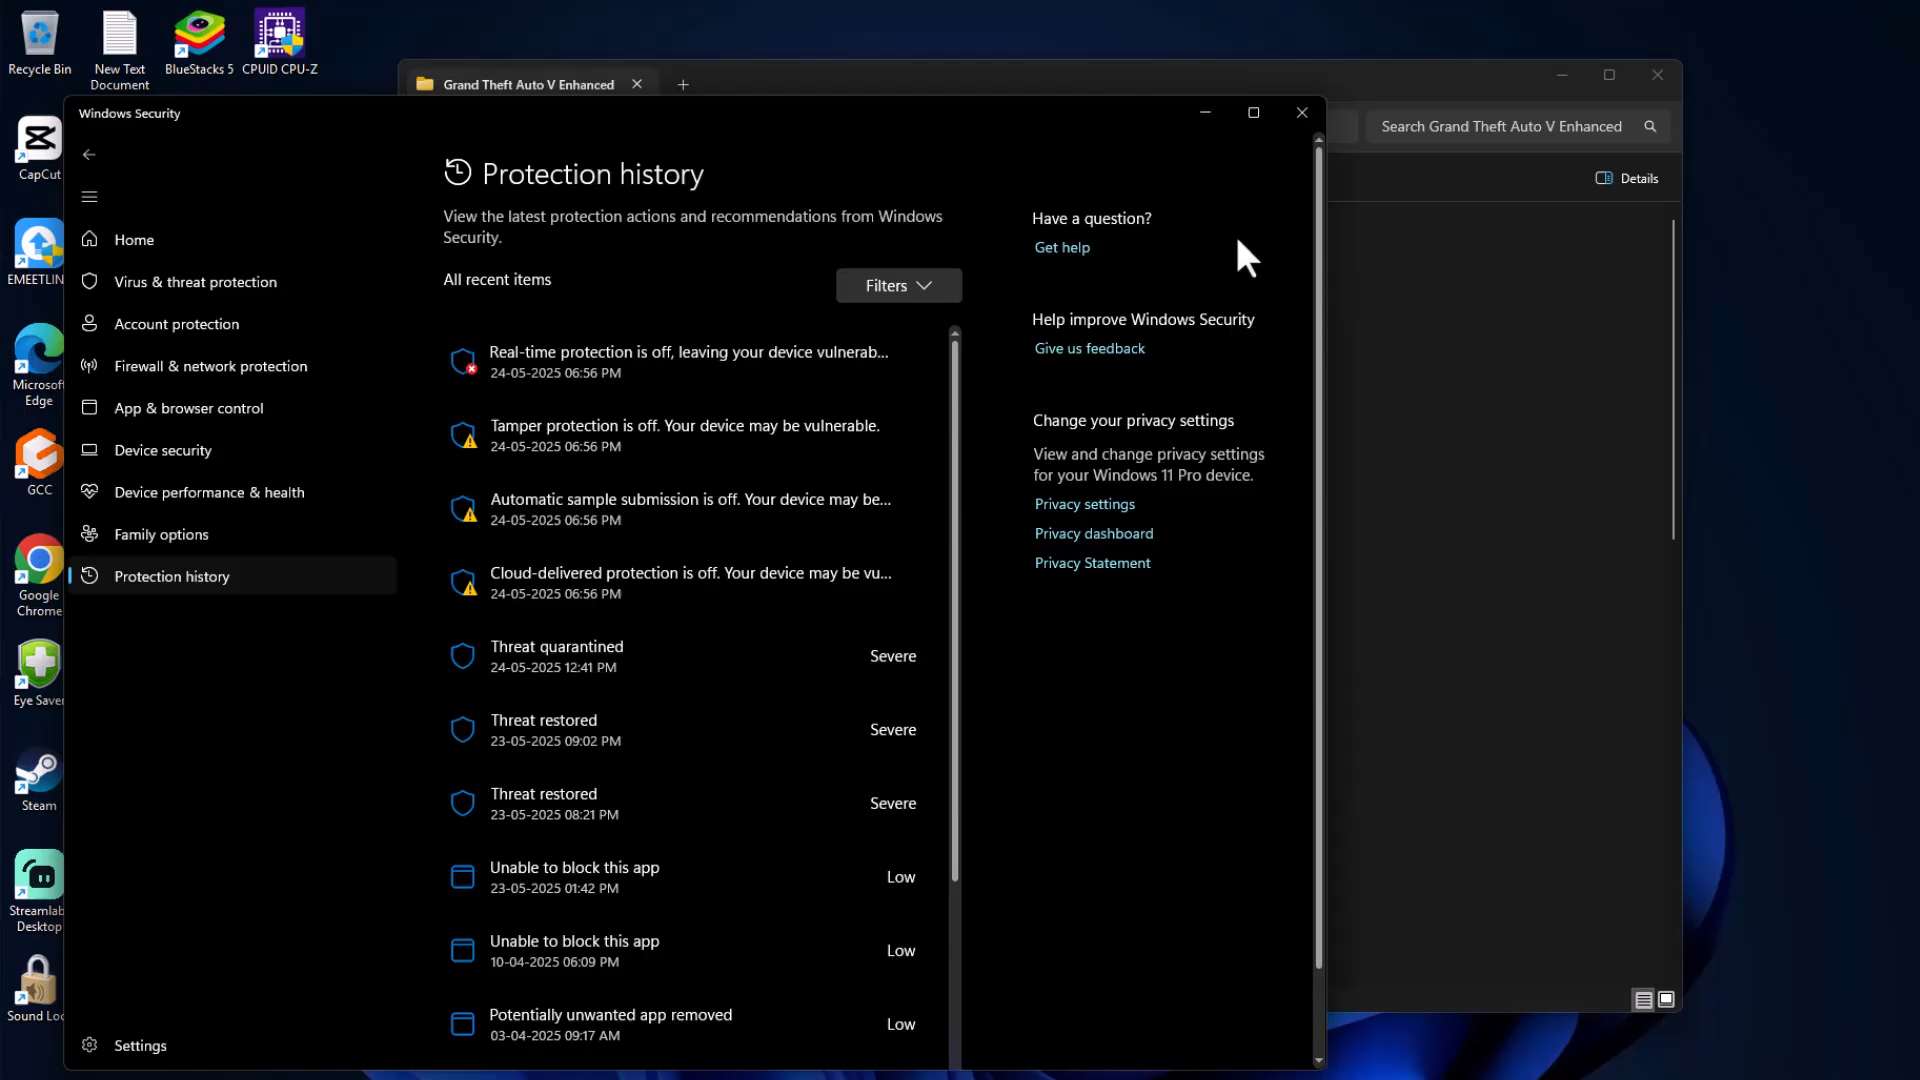 Recycle Bin
New Text
Document
BlueStacks 5
CPUID CPU-Z
CapCut
EMEETLIN
Microsoft
Edge
GCC
Google
Chrome
Eye Saver
Steam
Streamlab
Desktop
Sound Loc
Grand Theft Auto V Enhanced
Search Grand Theft Auto V Enhanced
Details
Windows Security
Home
Virus & threat protection
Account protection
Firewall & network protection
App & browser control
Device security
Device performance & health
Family options
Protection history
Settings
Protection history
View the latest protection actions and recommendations from Windows
Security.
All recent items
Filters
Real-time protection is off, leaving your device vulnerab...
24-05-2025 06:56 PM
Tamper protection is off. Your device may be vulnerable.
24-05-2025 06:56 PM
Automatic sample submission is off. Your device may be...
24-05-2025 06:56 PM
Cloud-delivered protection is off. Your device may be vu...
24-05-2025 06:56 PM
Threat quarantined
24-05-2025 12:41 PM
Severe
Threat restored
23-05-2025 09:02 PM
Severe
Threat restored
23-05-2025 08:21 PM
Severe
Unable to block this app
23-05-2025 01:42 PM
Low
Unable to block this app
10-04-2025 06:09 PM
Low
Potentially unwanted app removed
03-04-2025 09:17 AM
Low
Have a question?
Get help
Help improve Windows Security
Give us feedback
Change your privacy settings
View and change privacy settings
for your Windows 11 Pro device.
Privacy settings
Privacy dashboard
Privacy Statement